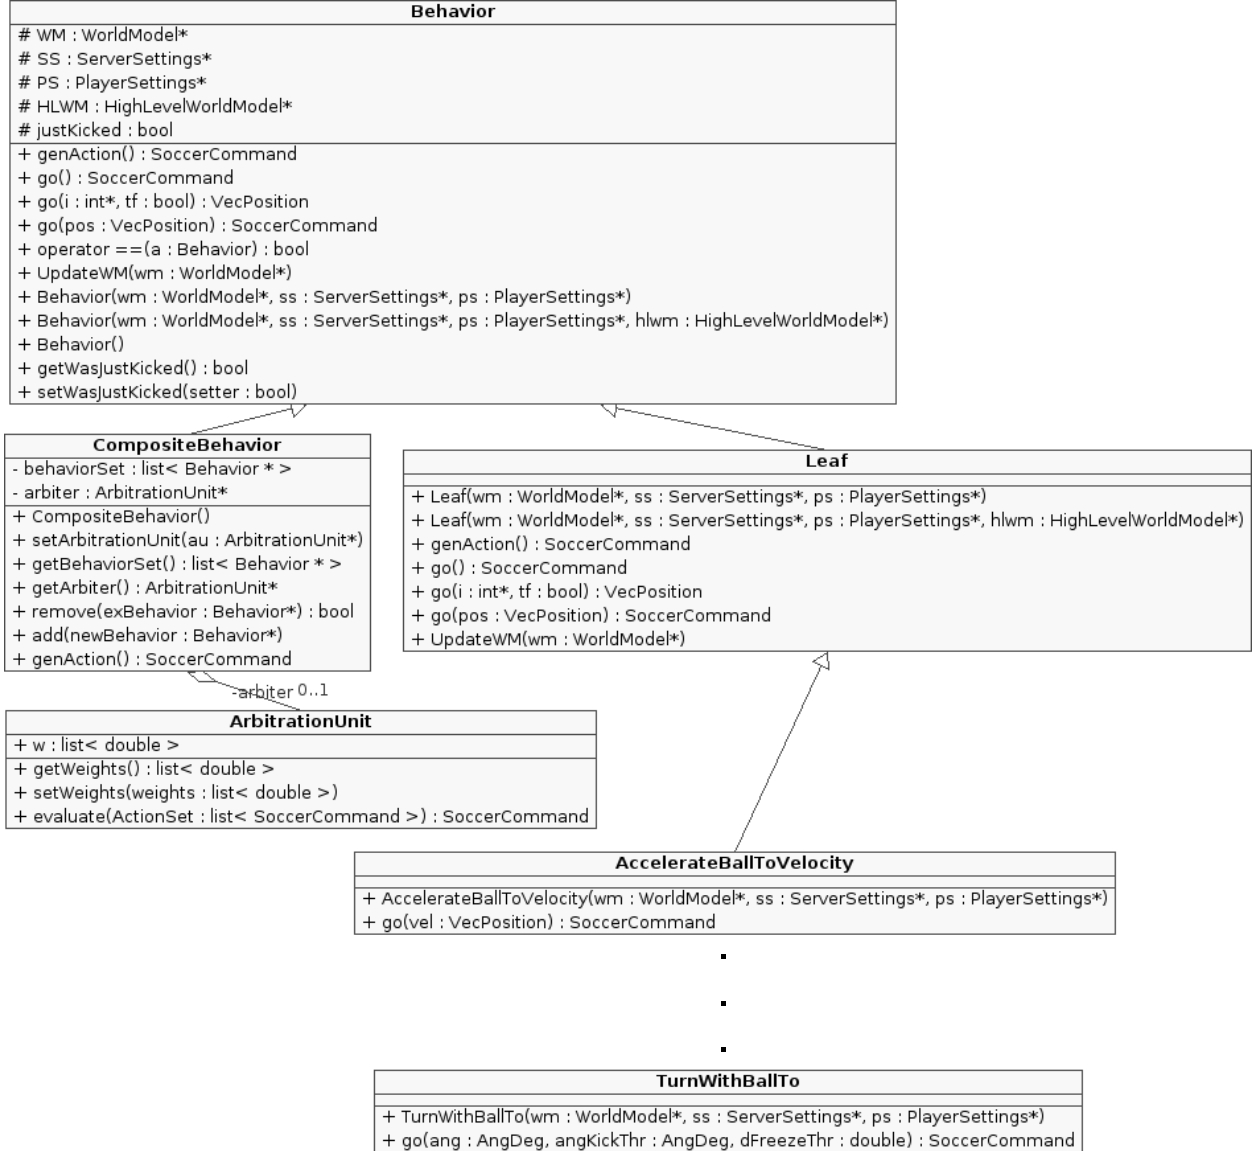 Behavior
# WM : WorldModel*
# SS : ServerSettings*
# PS : PlayerSettings*
# HLWM : HighLevelWorldModel*
# justKicked : bool
+ genAction() : SoccerCommand
+ go() : SoccerCommand
+ go(i : int*, tf : bool) : VecPosition
+ go(pos : VecPosition) : SoccerCommand
+ operator ==(a : Behavior) : bool
+ UpdateWM(wm : WorldModel*)
+ Behavior(wm : WorldModel*, ss : ServerSettings*, ps : PlayerSettings*)
+ Behavior(wm : WorldModel*, ss : ServerSettings*, ps : PlayerSettings*, hlwm : HighLevelWorldModel*)
+ Behavior()
+ getWasJustKicked() : bool
+ setWasJustKicked(setter : bool)
CompositeBehavior
- behaviorSet : list< Behavior * >
- arbiter : ArbitrationUnit*
+ CompositeBehavior()
+ setArbitrationUnit(au : ArbitrationUnit*)
+ getBehaviorSet() : list< Behavior * >
+ getArbiter() : ArbitrationUnit*
+ remove(exBehavior : Behavior*) : bool
+ add(newBehavior : Behavior*)
+ genAction() : SoccerCommand
Leaf
+ Leaf(wm : WorldModel*, ss : ServerSettings*, ps : PlayerSettings*)
+ Leaf(wm : WorldModel*, ss : ServerSettings*, ps : PlayerSettings*, hlwm : HighLevelWorldModel*)
+ genAction() : SoccerCommand
+ go() : SoccerCommand
+ go(i : int*, tf : bool) : VecPosition
+ go(pos : VecPosition) : SoccerCommand
+ UpdateWM(wm : WorldModel*)
-arbiter 0..1
ArbitrationUnit
+ w : list< double >
+ getWeights() : list< double >
+ setWeights(weights : list< double >)
+ evaluate(ActionSet : list< SoccerCommand >) : SoccerCommand
AccelerateBallToVelocity
+ AccelerateBallToVelocity(wm : WorldModel*, ss : ServerSettings*, ps : PlayerSettings*)
+ go(vel : VecPosition) : SoccerCommand
TurnWithBallTo
+ TurnWithBallTo(wm : WorldModel*, ss : ServerSettings*, ps : PlayerSettings*)
+ go(ang : AngDeg, angKickThr : AngDeg, dFreezeThr : double) : SoccerCommand